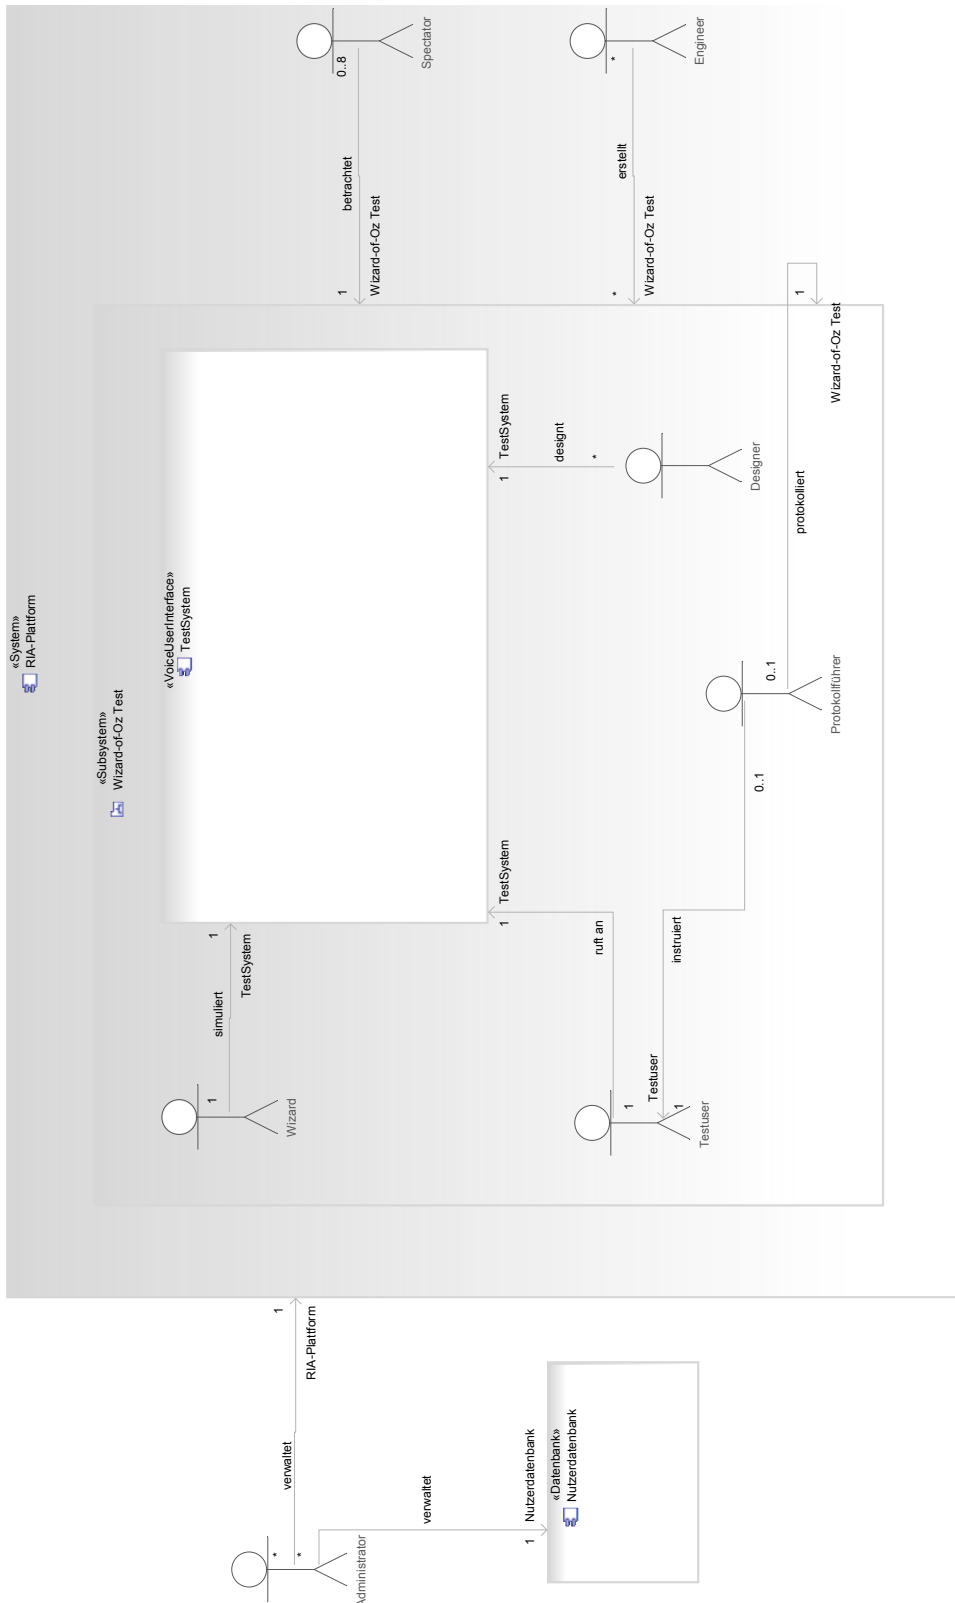 «System»
RIA-Plattform
«Subsystem»
Wizard-of-Oz Test
«VoiceUserInterface»
TestSystem
Administrator
*
*
verwaltet
1
RIA-Plattform
verwaltet
1
Nutzerdatenbank
«Datenbank»
Nutzerdatenbank
Wizard
1
simuliert
1
TestSystem
Testuser
1
ruft an
1
TestSystem
Testuser
1
instruiert
0..1
Protokollführer
0..1
protokolliert
1
Wizard-of-Oz Test
Designer
*
designt
1
TestSystem
Spectator
0..8
betrachtet
1
Wizard-of-Oz Test
Engineer
*
erstellt
*
Wizard-of-Oz Test